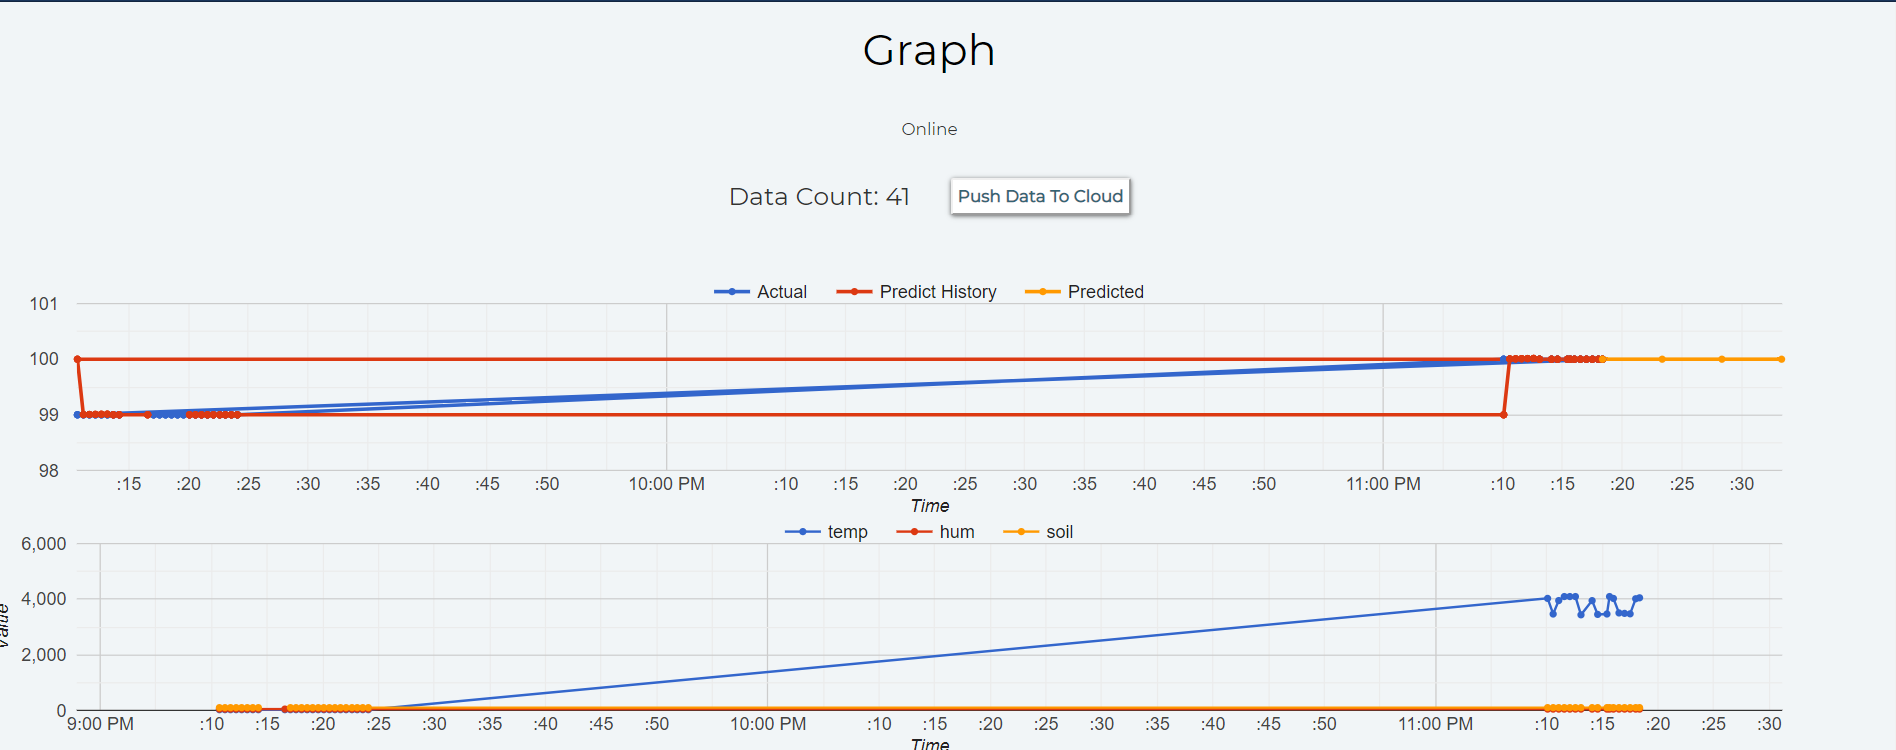 Graph
Online
Data Count: 41 Push Data To Cloud
Actual Predict History Predicted
101
100
99
98
:15 :20 :25 :30 :35 :40 :45 :50 10:00 PM :10 :15 :20 :25 :30 :35 :40 :45 :50 11:00 PM :10 :15 :20 :25 :30
Time
temp hum soil
6,000
4,000
Value
2,000
0
9:00 PM :10 :15 :20 :25 :30 :35 :40 :45 :50 10:00 PM :10 :15 :20 :25 :30 :35 :40 :45 :50 11:00 PM :10 :15 :20 :25 :30
Time